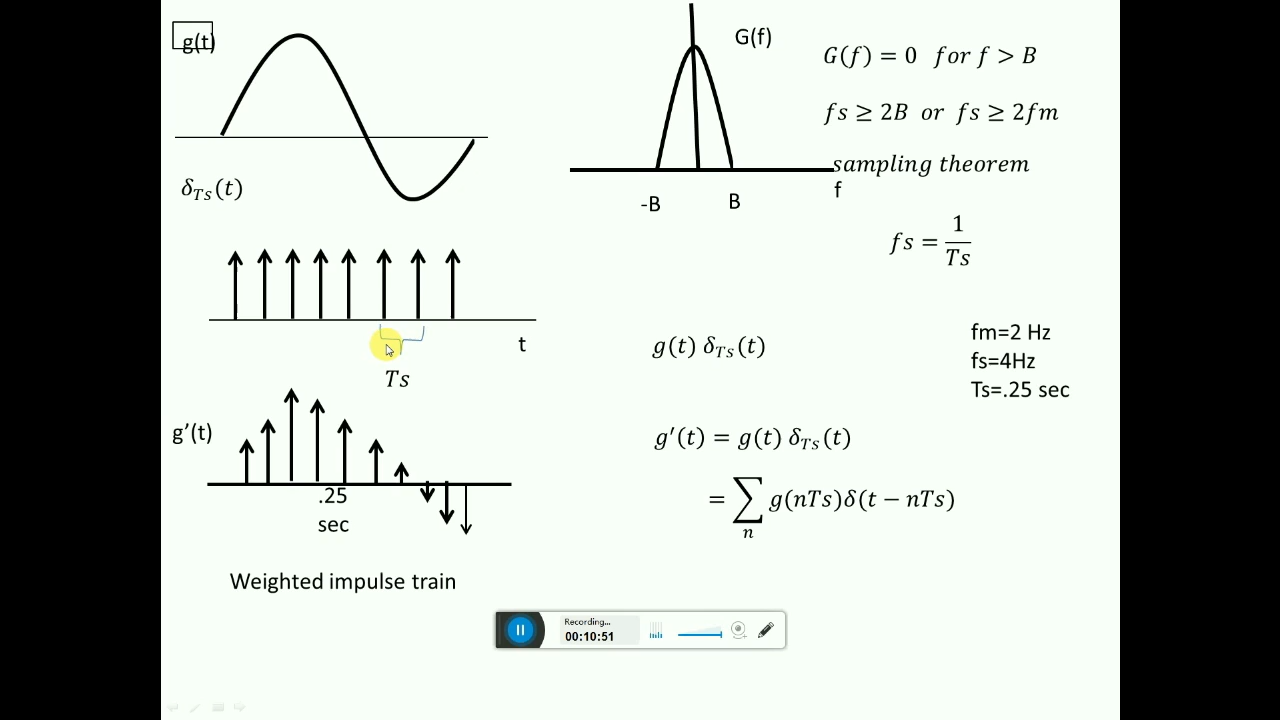 g(t)
G(f)
G(f) = 0 for f > B
fs ≥ 2B or fs ≥ 2fm
sampling theorem
f
δ_Ts(t)
-B
B
fs = 1/Ts
t
Ts
g(t) δ_Ts(t)
fm=2 Hz
fs=4Hz
Ts=.25 sec
g’(t)
g′(t) = g(t) δ_Ts(t)
= ∑_n g(nTs)δ(t − nTs)
.25
sec
Weighted impulse train
Recording...
00:10:51